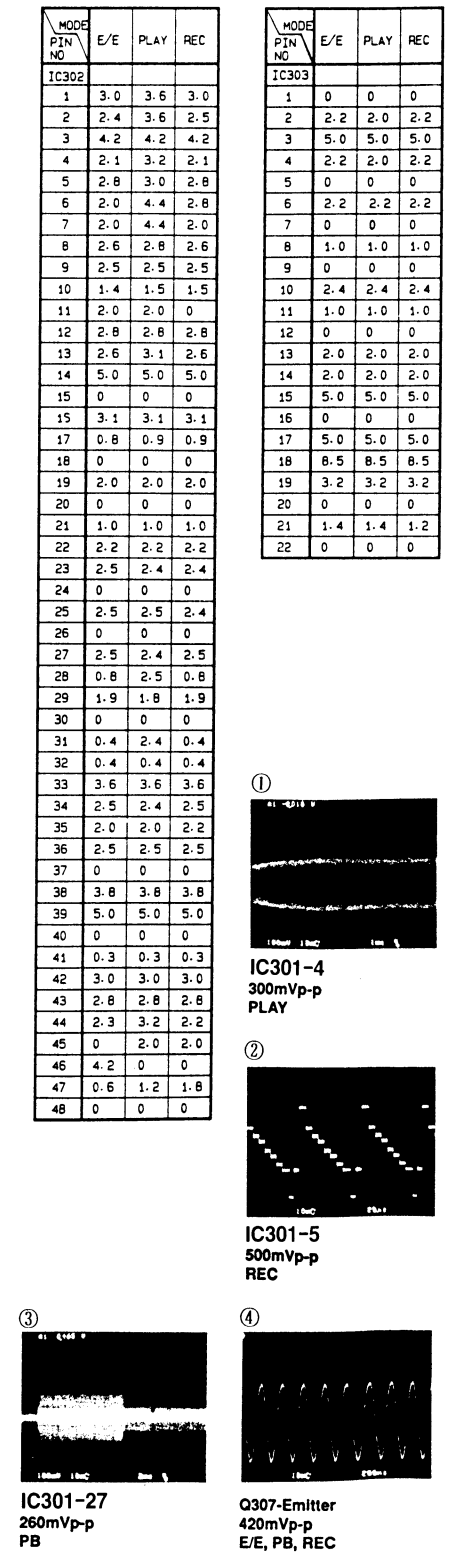 MODE
PIN NO E/E PLAY REC
IC302
1 3.0 3.6 3.0
2 2.4 3.6 2.5
3 4.2 4.2 4.2
4 2.1 3.2 2.1
5 2.8 3.0 2.8
6 2.0 4.4 2.8
7 2.0 4.4 2.0
8 2.6 2.8 2.6
9 2.5 2.5 2.5
10 1.4 1.5 1.5
11 2.0 2.0 0
12 2.8 2.8 2.8
13 2.6 3.1 2.6
14 5.0 5.0 5.0
15 0 0 0
15 3.1 3.1 3.1
17 0.8 0.9 0.9
18 0 0 0
19 2.0 2.0 2.0
20 0 0 0
21 1.0 1.0 1.0
22 2.2 2.2 2.2
23 2.5 2.4 2.4
24 0 0 0
25 2.5 2.5 2.4
26 0 0 0
27 2.5 2.4 2.5
28 0.8 2.5 0.8
29 1.9 1.8 1.9
30 0 0 0
31 0.4 2.4 0.4
32 0.4 0.4 0.4
33 3.6 3.6 3.6
34 2.5 2.4 2.5
35 2.0 2.0 2.2
36 2.5 2.5 2.5
37 0 0 0
38 3.8 3.8 3.8
39 5.0 5.0 5.0
40 0 0 0
41 0.3 0.3 0.3
42 3.0 3.0 3.0
43 2.8 2.8 2.8
44 2.3 3.2 2.2
45 0 2.0 2.0
46 4.2 0 0
47 0.6 1.2 1.8
48 0 0 0
MODE
PIN NO E/E PLAY REC
IC303
1 0 0 0
2 2.2 2.0 2.2
3 5.0 5.0 5.0
4 2.2 2.0 2.2
5 0 0 0
6 2.2 2.2 2.2
7 0 0 0
8 1.0 1.0 1.0
9 0 0 0
10 2.4 2.4 2.4
11 1.0 1.0 1.0
12 0 0 0
13 2.0 2.0 2.0
14 2.0 2.0 2.0
15 5.0 5.0 5.0
16 0 0 0
17 5.0 5.0 5.0
18 8.5 8.5 8.5
19 3.2 3.2 3.2
20 0 0 0
21 1.4 1.4 1.2
22 0 0 0
①
IC301-4
300mVp-p
PLAY
②
IC301-5
500mVp-p
REC
③
IC301-27
260mVp-p
PB
④
Q307-Emitter
420mVp-p
E/E, PB, REC